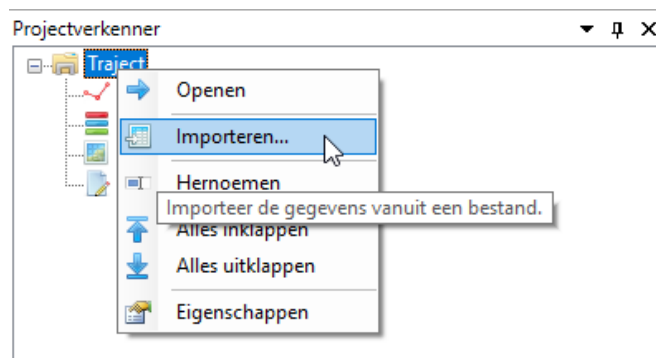 Projectverkenner
Traject
Openen
Importeren...
Hernoemen
Importeer de gegevens vanuit een bestand.
Alles inklappen
Alles uitklappen
Eigenschappen